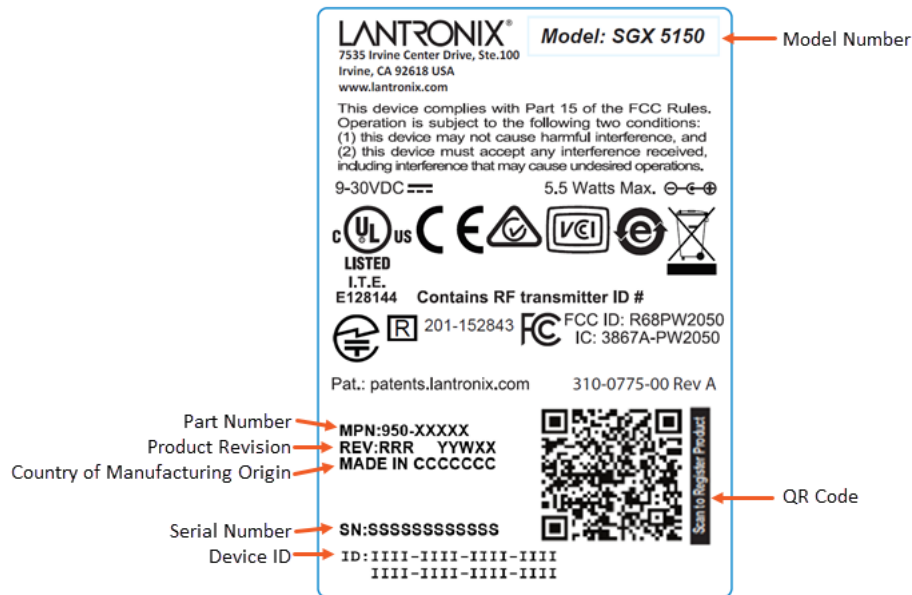 LANTRONIX®
Model: SGX 5150
Model Number
7535 Irvine Center Drive, Ste.100
Irvine, CA 92618 USA
www.lantronix.com
This device complies with Part 15 of the FCC Rules.
Operation is subject to the following two conditions:
(1) this device may not cause harmful interference, and
(2) this device must accept any interference received,
including interference that may cause undesired operations.
9-30VDC
5.5 Watts Max.
C UL US
LISTED
I.T.E.
E128144
CE
VCI
e
Contains RF transmitter ID #
R 201-152843
FC FCC ID: R68PW2050
IC: 3867A-PW2050
Pat.: patents.lantronix.com
310-0775-00 Rev A
Part Number
MPN:950-XXXXX
Product Revision
REV:RRR YYWXX
Country of Manufacturing Origin
MADE IN CCCCCCC
Scan to Register Product
QR Code
Serial Number
SN:SSSSSSSSSSSS
Device ID
ID:IIII-IIII-IIII-IIII
IIII-IIII-IIII-IIII